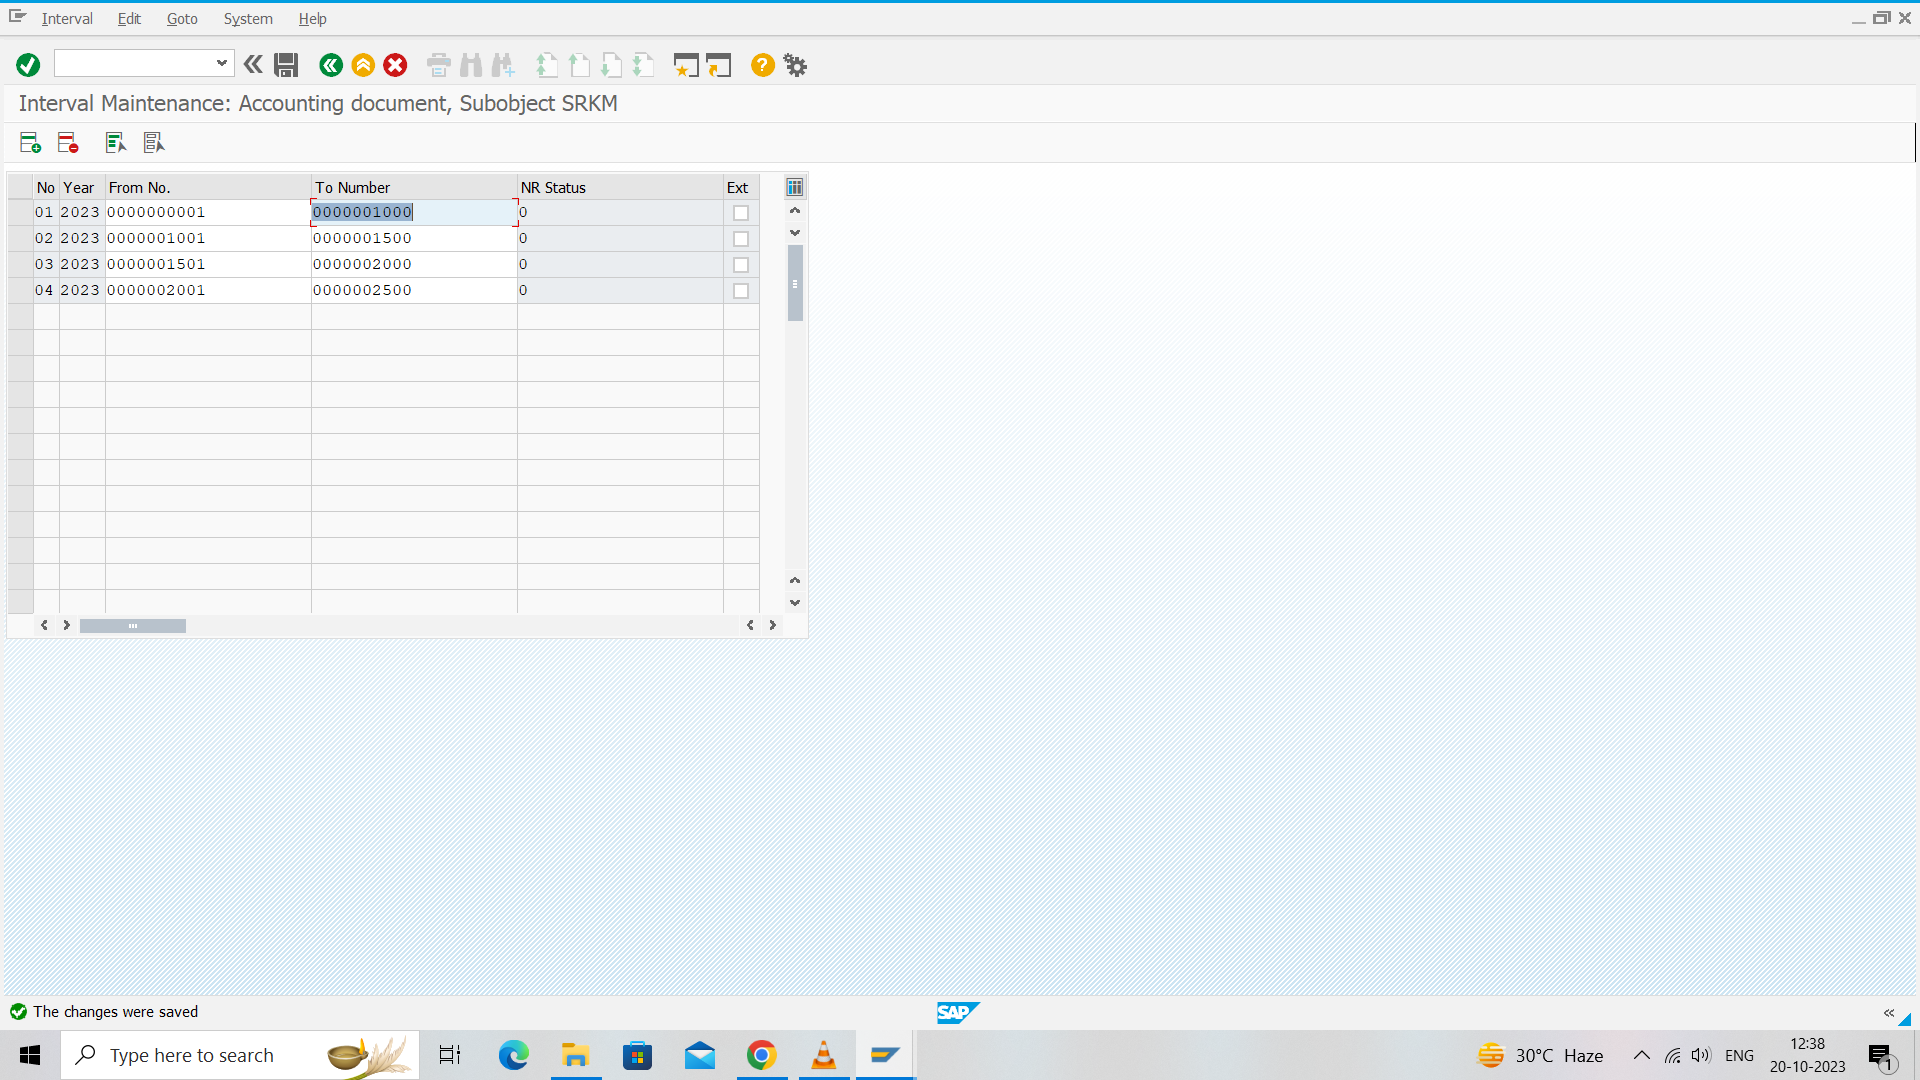 Interval Edit Goto System Help
Interval Maintenance: Accounting document, Subobject SRKM
No Year From No. To Number NR Status Ext
01 2023 0000000001 0000001000 0
02 2023 0000001001 0000001500 0
03 2023 0000001501 0000002000 0
04 2023 0000002001 0000002500 0
The changes were saved
SAP
Type here to search
30°C Haze
ENG
12:38
20-10-2023
1